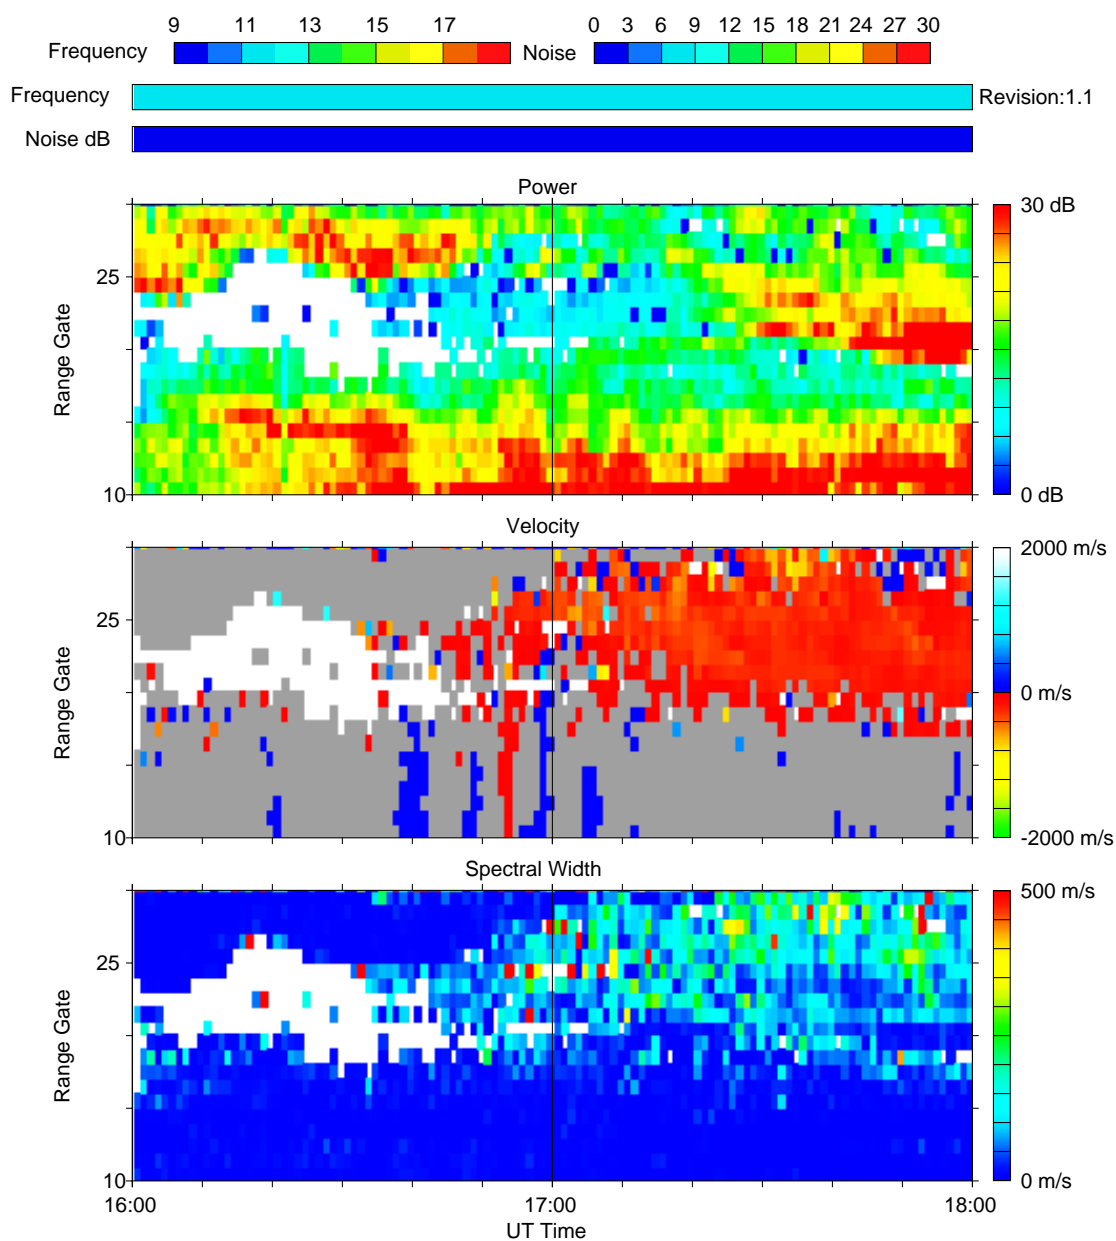 9 11 13 15 17 0 3 6 9 12 15 18 21 24 27 30
Frequency Noise
Frequency Revision:1.1
Noise dB
Power
30 dB
25
Range Gate
10
0 dB
Velocity
2000 m/s
25
0 m/s
Range Gate
10
-2000 m/s
Spectral Width
500 m/s
25
Range Gate
10
0 m/s
16:00 17:00 18:00
UT Time